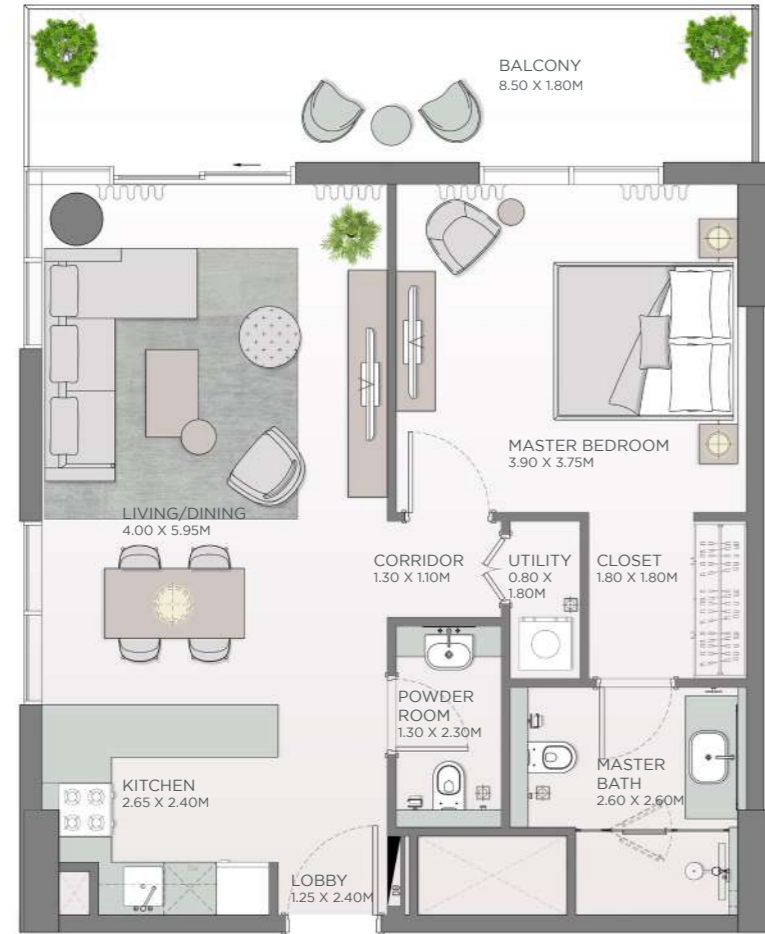 BALCONY
8.50 X 1.80M
MASTER BEDROOM
3.90 X 3.75M
LIVING/DINING
4.00 X 5.95M
CORRIDOR
1.30 X 1.10M
UTILITY
0.80 X
1.80M
CLOSET
1.80 X 1.80M
POWDER
ROOM
1.30 X 2.30M
MASTER
BATH
2.60 X 2.60M
KITCHEN
2.65 X 2.40M
LOBBY
1.25 X 2.40M
DB